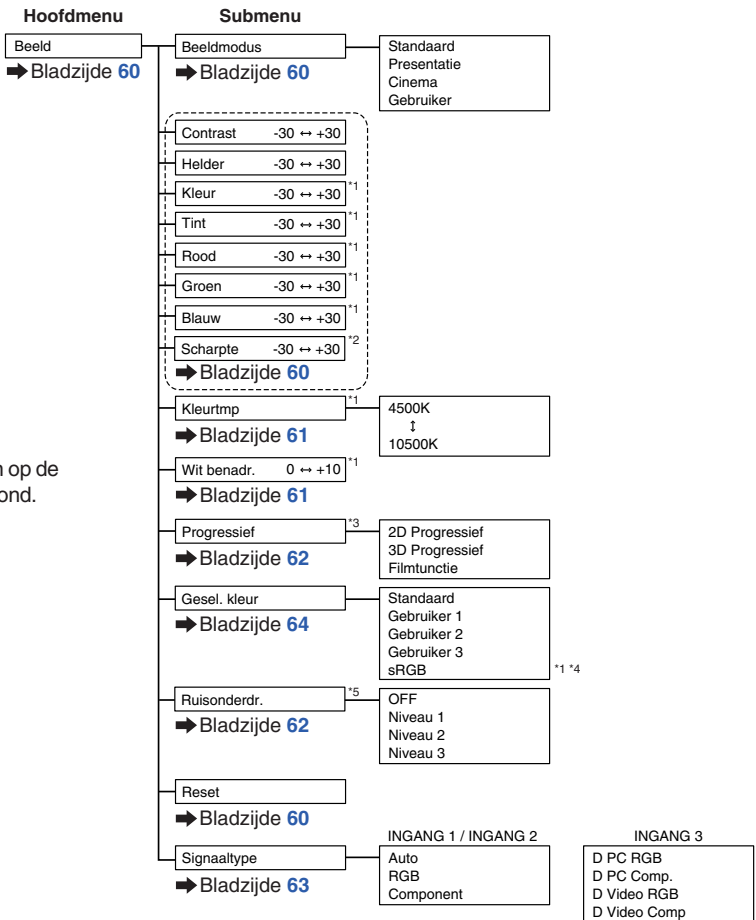 Hoofdmenu Submenu
Beeld
➡Bladzijde 60
Beeldmodus
➡Bladzijde 60
Standaard
Presentatie
Cinema
Gebruiker
Contrast -30 ↔ +30
Helder -30 ↔ +30
Kleur -30 ↔ +30 *1
Tint -30 ↔ +30 *1
Rood -30 ↔ +30 *1
Groen -30 ↔ +30 *1
Blauw -30 ↔ +30 *1
Scharpte -30 ↔ +30 *2
➡Bladzijde 60
Kleurtmp *1
➡Bladzijde 61
4500K
↕
10500K
op de
ond.
Wit benadr. 0 ↔ +10 *1
➡Bladzijde 61
Progressief *3
➡Bladzijde 62
2D Progressief
3D Progressief
Filmtunctie
Gesel. kleur
➡Bladzijde 64
Standaard
Gebruiker 1
Gebruiker 2
Gebruiker 3
sRGB *1 *4
Ruisonderdr. *5
➡Bladzijde 62
OFF
Niveau 1
Niveau 2
Niveau 3
Reset
➡Bladzijde 60
Signaaltype
➡Bladzijde 63
INGANG 1 / INGANG 2
Auto
RGB
Component
INGANG 3
D PC RGB
D PC Comp.
D Video RGB
D Video Comp